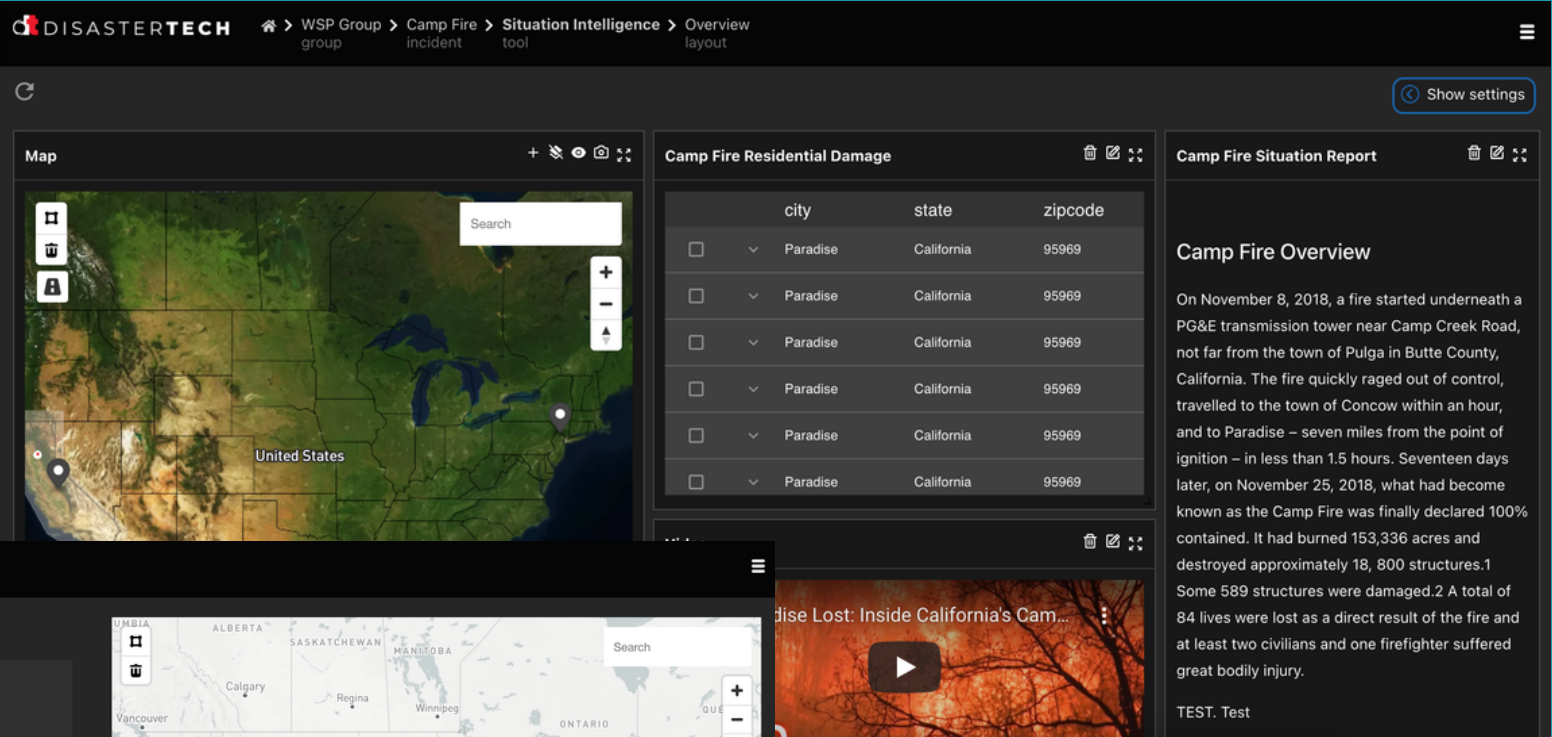 DISASTERTECH
WSP Group
group
Camp Fire
incident
Situation Intelligence
tool
Overview
layout
Show settings
Map
Search
United States
Camp Fire Residential Damage
city state zipcode
Paradise California 95969
Paradise California 95969
Paradise California 95969
Paradise California 95969
Paradise California 95969
Paradise California 95969
dise Lost: Inside California's Cam...
Camp Fire Situation Report
Camp Fire Overview
On November 8, 2018, a fire started underneath a
PG&E transmission tower near Camp Creek Road,
not far from the town of Pulga in Butte County,
California. The fire quickly raged out of control,
travelled to the town of Concow within an hour,
and to Paradise – seven miles from the point of
ignition – in less than 1.5 hours. Seventeen days
later, on November 25, 2018, what had become
known as the Camp Fire was finally declared 100%
contained. It had burned 153,336 acres and
destroyed approximately 18, 800 structures.1
Some 589 structures were damaged.2 A total of
84 lives were lost as a direct result of the fire and
at least two civilians and one firefighter suffered
great bodily injury.
TEST. Test
UMBIA
ALBERTA
SASKATCHEWAN
MANITOBA
Search
Calgary
Regina
Winnipeg
Vancouver
ONTARIO
QUÉ